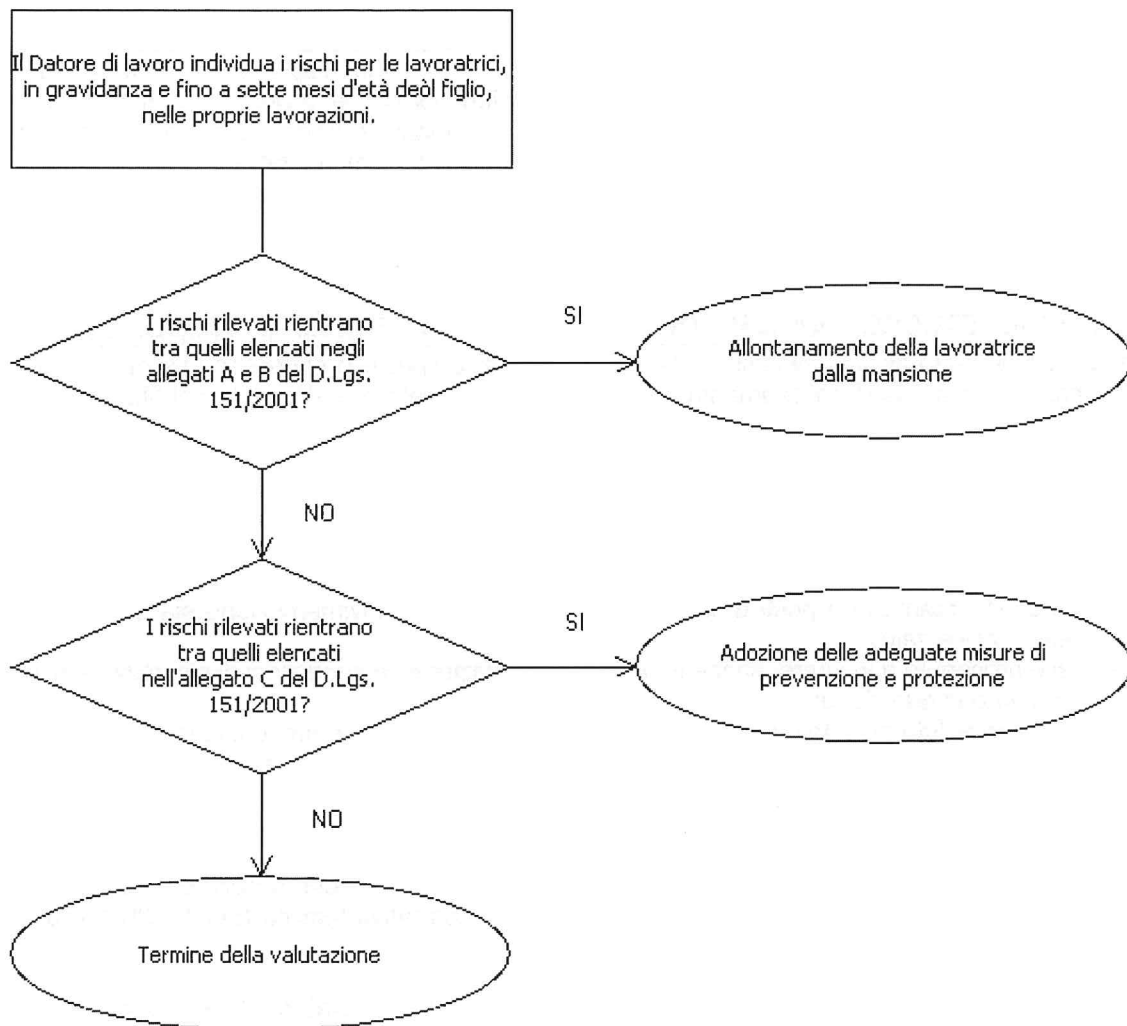 Il Datore di lavoro individua i rischi per le lavoratrici,
in gravidanza e fino a sette mesi d'età deòl figlio,
nelle proprie lavorazioni.
I rischi rilevati rientrano
tra quelli elencati negli
allegati A e B del D.Lgs.
151/2001?
SI
Allontanamento della lavoratrice
dalla mansione
NO
I rischi rilevati rientrano
tra quelli elencati
nell'allegato C del D.Lgs.
151/2001?
SI
Adozione delle adeguate misure di
prevenzione e protezione
NO
Termine della valutazione